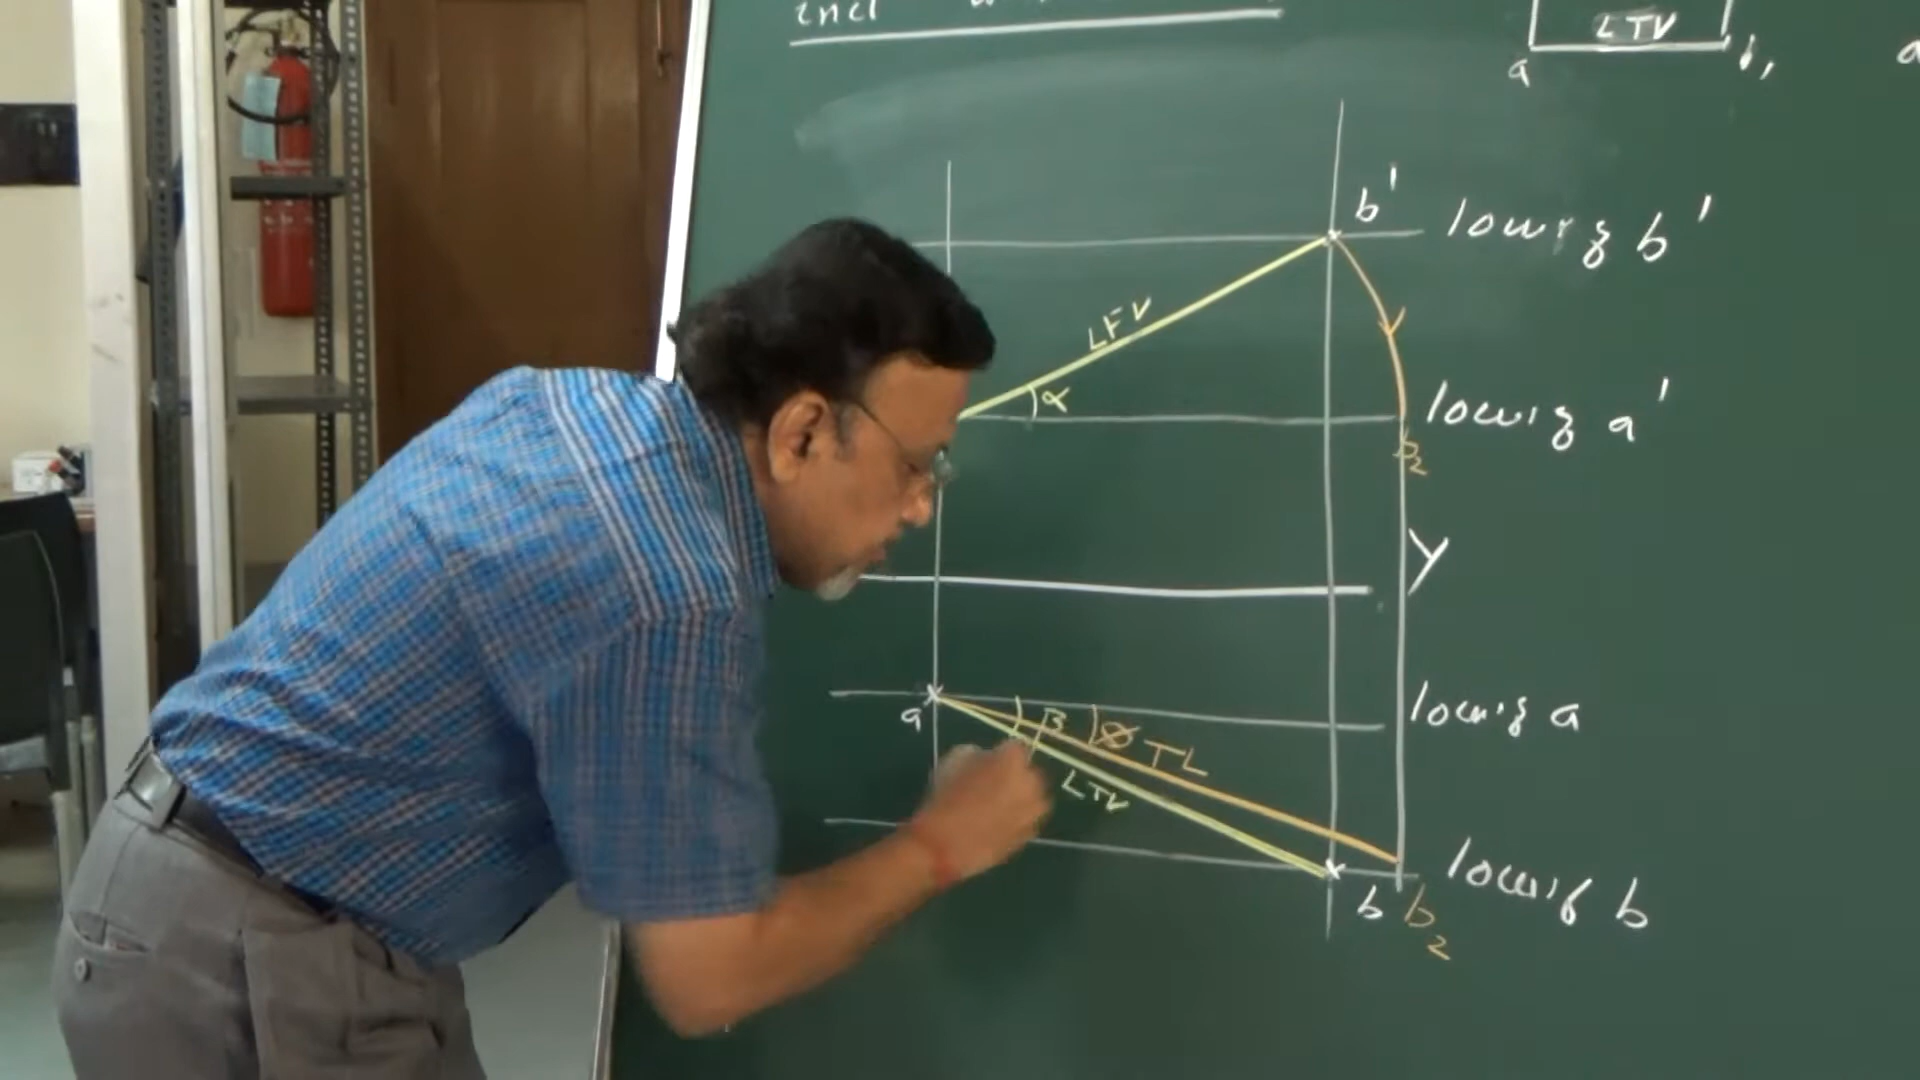 incl
LTV
a b,
b' locus of b'
LFV
α
locus of a'
b₂
Y
a locus of a
β Ø TL
LTV
b b₂ locus of b